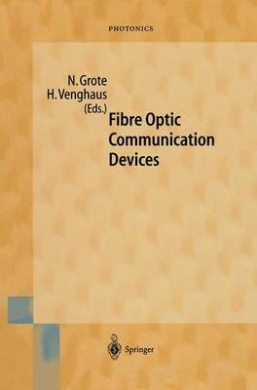 PHOTONICS
N. Grote
H. Venghaus
(Eds.)
Fibre Optic
Communication
Devices
Springer